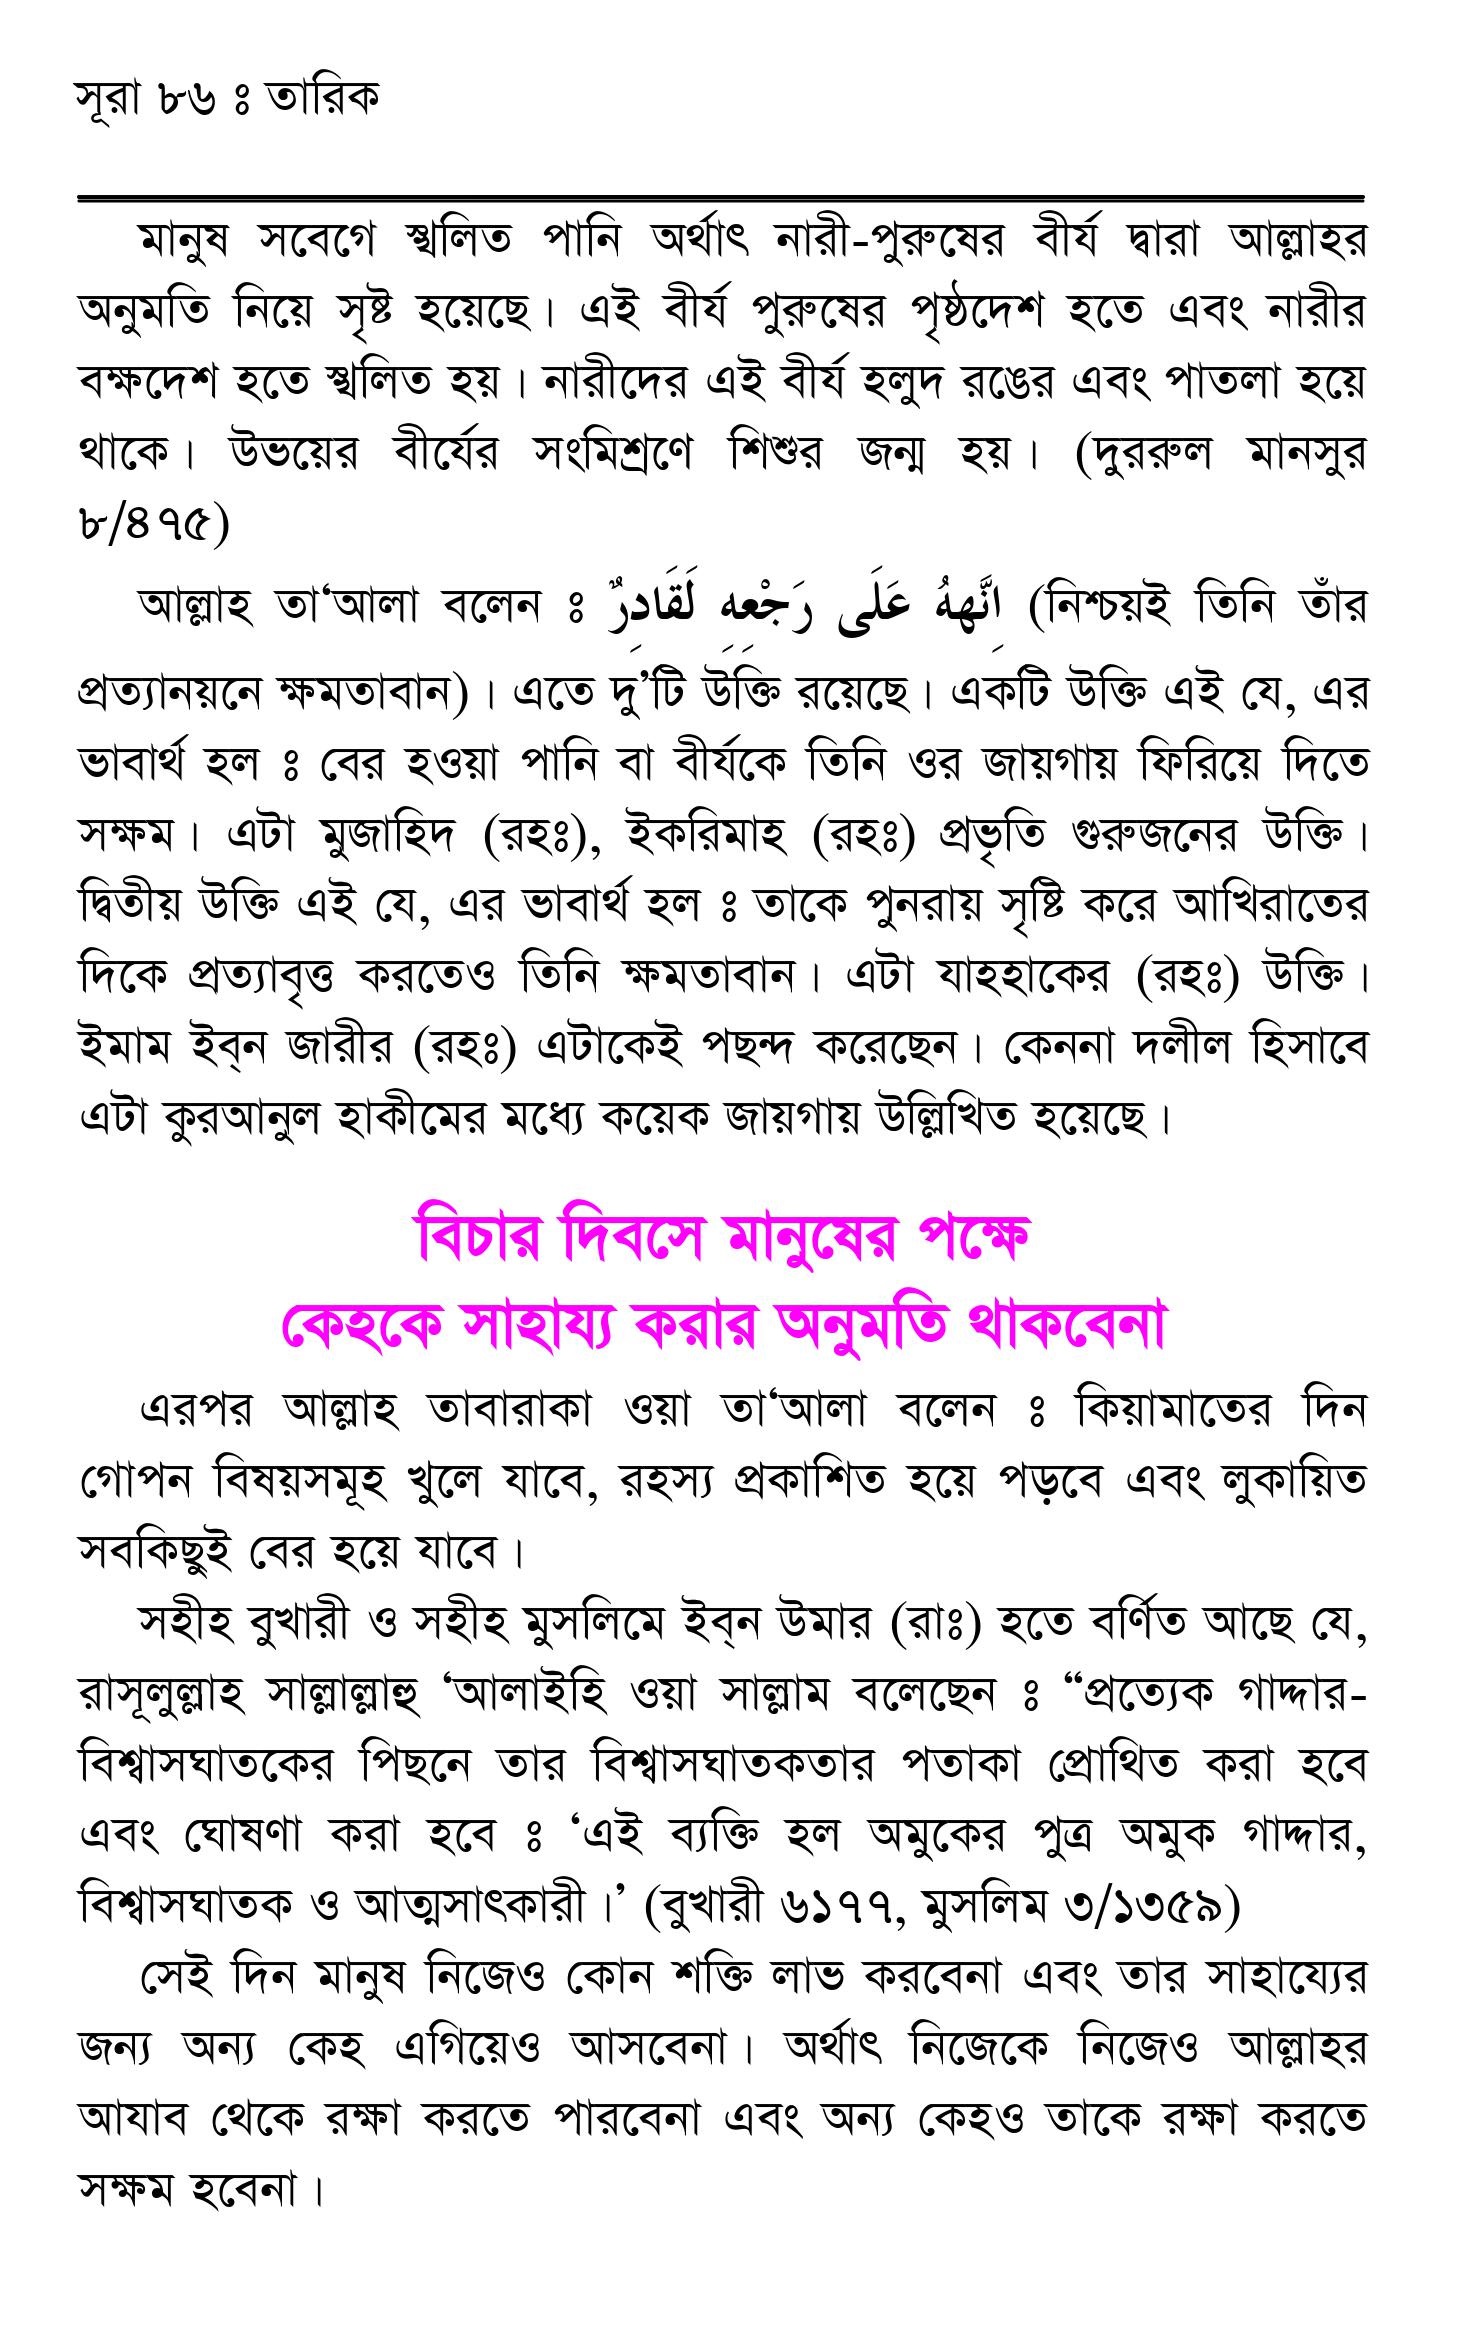 সূরা ৮৬ ঃ তারিক
মানুষ সবেগে স্খলিত পানি অর্থাৎ নারী-পুরুষের বীর্য দ্বারা আল্লাহর
অনুমতি নিয়ে সৃষ্ট হয়েছে। এই বীর্য পুরুষের পৃষ্ঠদেশ হতে এবং নারীর
বক্ষদেশ হতে স্খলিত হয়। নারীদের এই বীর্য হলুদ রঙের এবং পাতলা হয়ে
থাকে। উভয়ের বীর্যের সংমিশ্রণে শিশুর জন্ম হয়। (দুররুল মানসুর
৮/৪৭৫)
আল্লাহ তা‘আলা বলেন ঃ اِنَّههُ عَلَى رَجْعِهِ لَقَادِرٌ (নিশ্চয়ই তিনি তাঁর
প্রত্যানয়নে ক্ষমতাবান)। এতে দু’টি উক্তি রয়েছে। একটি উক্তি এই যে, এর
ভাবার্থ হল ঃ বের হওয়া পানি বা বীর্যকে তিনি ওর জায়গায় ফিরিয়ে দিতে
সক্ষম। এটা মুজাহিদ (রহঃ), ইকরিমাহ (রহঃ) প্রভৃতি গুরুজনের উক্তি।
দ্বিতীয় উক্তি এই যে, এর ভাবার্থ হল ঃ তাকে পুনরায় সৃষ্টি করে আখিরাতের
দিকে প্রত্যাবৃত্ত করতেও তিনি ক্ষমতাবান। এটা যাহহাকের (রহঃ) উক্তি।
ইমাম ইব্‌ন জারীর (রহঃ) এটাকেই পছন্দ করেছেন। কেননা দলীল হিসাবে
এটা কুরআনুল হাকীমের মধ্যে কয়েক জায়গায় উল্লিখিত হয়েছে।
বিচার দিবসে মানুষের পক্ষে
কেহকে সাহায্য করার অনুমতি থাকবেনা
এরপর আল্লাহ তাবারাকা ওয়া তা‘আলা বলেন ঃ কিয়ামাতের দিন
গোপন বিষয়সমূহ খুলে যাবে, রহস্য প্রকাশিত হয়ে পড়বে এবং লুকায়িত
সবকিছুই বের হয়ে যাবে।
সহীহ বুখারী ও সহীহ মুসলিমে ইব্‌ন উমার (রাঃ) হতে বর্ণিত আছে যে,
রাসূলুল্লাহ সাল্লাল্লাহু ‘আলাইহি ওয়া সাল্লাম বলেছেন ঃ “প্রত্যেক গাদ্দার-
বিশ্বাসঘাতকের পিছনে তার বিশ্বাসঘাতকতার পতাকা প্রোথিত করা হবে
এবং ঘোষণা করা হবে ঃ ‘এই ব্যক্তি হল অমুকের পুত্র অমুক গাদ্দার,
বিশ্বাসঘাতক ও আত্মসাৎকারী।’ (বুখারী ৬১৭৭, মুসলিম ৩/১৩৫৯)
সেই দিন মানুষ নিজেও কোন শক্তি লাভ করবেনা এবং তার সাহায্যের
জন্য অন্য কেহ এগিয়েও আসবেনা। অর্থাৎ নিজেকে নিজেও আল্লাহর
আযাব থেকে রক্ষা করতে পারবেনা এবং অন্য কেহও তাকে রক্ষা করতে
সক্ষম হবেনা।